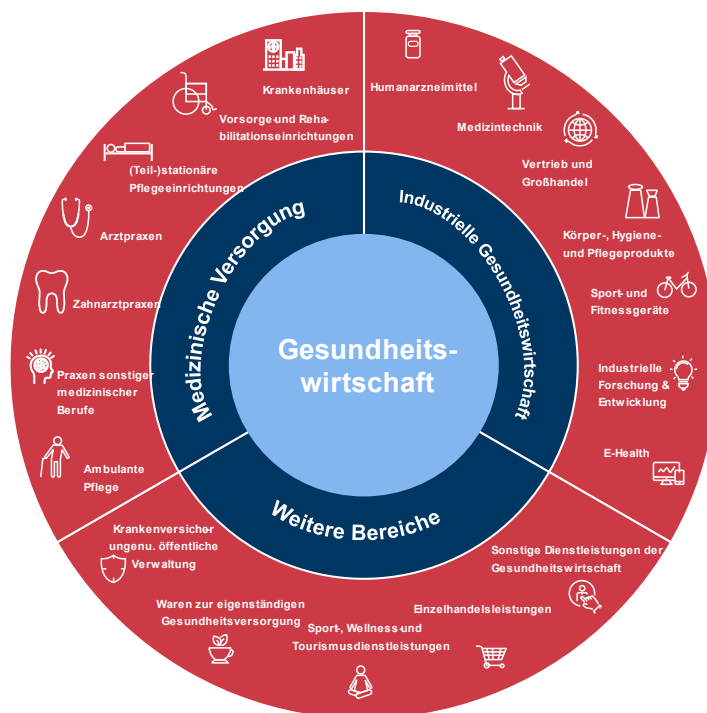 Krankenhäuser
Vorsorge-und Reha-
bilitationseinrichtungen
(Teil-)stationäre
Pflegeeinrichtungen
Arztpraxen
Zahnarztpraxen
Praxen sonstiger
medizinischer
Berufe
Ambulante
Pflege
Humanarzneimittel
Medizintechnik
Vertrieb und
Großhandel
Körper-, Hygiene-
und Pflegeprodukte
Sport- und
Fitnessgeräte
Industrielle
Forschung &
Entwicklung
E-Health
Medizinische Versorgung
Industrielle Gesundheitswirtschaft
Gesundheits-
wirtschaft
Weitere Bereiche
Krankenversicher-
ungenu. öffentliche
Verwaltung
Waren zur eigenständigen
Gesundheitsversorgung
Sport-, Wellness-und
Tourismusdienstleistungen
Einzelhandelsleistungen
Sonstige Dienstleistungen der
Gesundheitswirtschaft